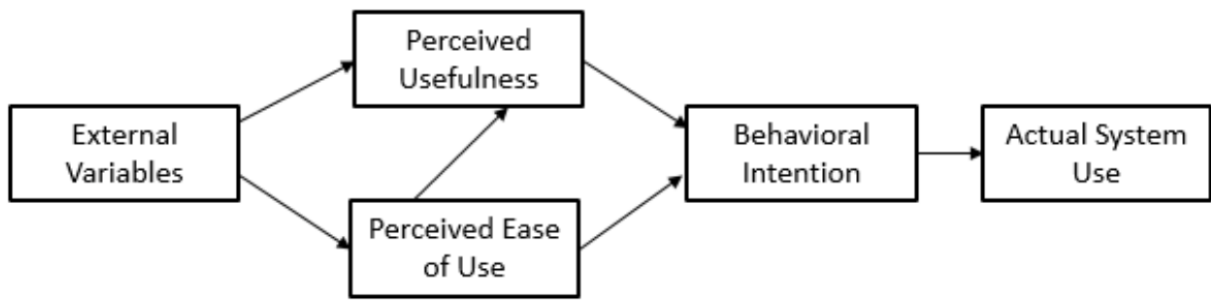 Perceived
Usefulness
External
Variables
Behavioral
Intention
Actual System
Use
Perceived Ease
of Use